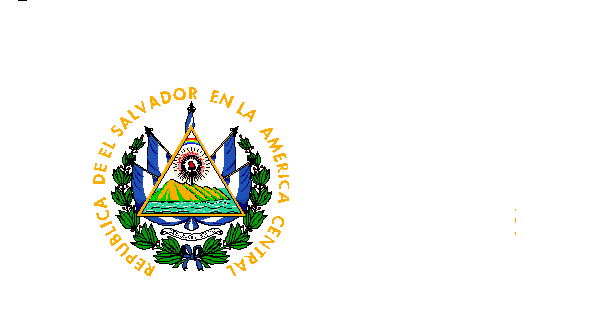 REPUBLICA DE EL SALVADOR EN LA AMERICA CENTRAL